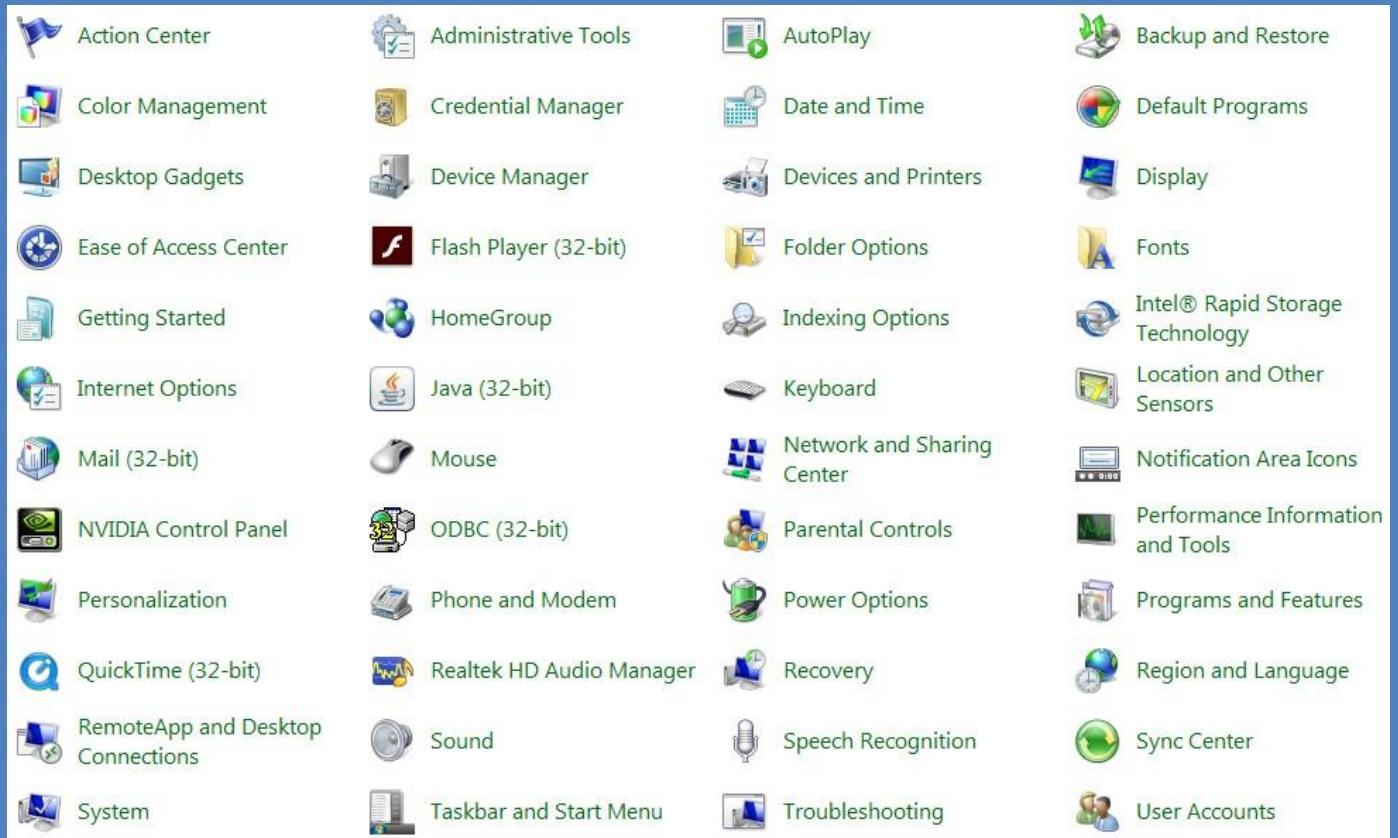 Action Center
Administrative Tools
AutoPlay
Backup and Restore
Color Management
Credential Manager
Date and Time
Default Programs
Desktop Gadgets
Device Manager
Devices and Printers
Display
Ease of Access Center
Flash Player (32-bit)
Folder Options
Fonts
Getting Started
HomeGroup
Indexing Options
Intel® Rapid Storage
Technology
Internet Options
Java (32-bit)
Keyboard
Location and Other
Sensors
Mail (32-bit)
Mouse
Network and Sharing
Center
Notification Area Icons
NVIDIA Control Panel
ODBC (32-bit)
Parental Controls
Performance Information
and Tools
Personalization
Phone and Modem
Power Options
Programs and Features
QuickTime (32-bit)
Realtek HD Audio Manager
Recovery
Region and Language
RemoteApp and Desktop
Connections
Sound
Speech Recognition
Sync Center
System
Taskbar and Start Menu
Troubleshooting
User Accounts